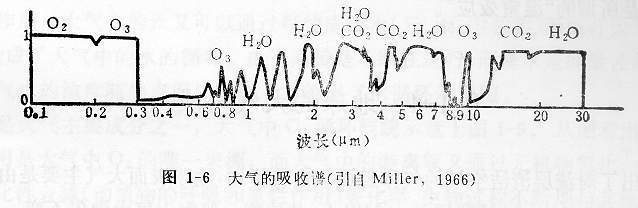 H₂O
O₂ O₃ O₃ H₂O H₂O CO₂ CO₂ H₂O O₃ CO₂ H₂O
1
0
0.1 0.2 0.3 0.4 0.6 0.8 1 2 3 4 5 6 7 8 9 10 20 30
波长(μm)
图 1-6 大气的吸收谱(引自 Miller, 1966)